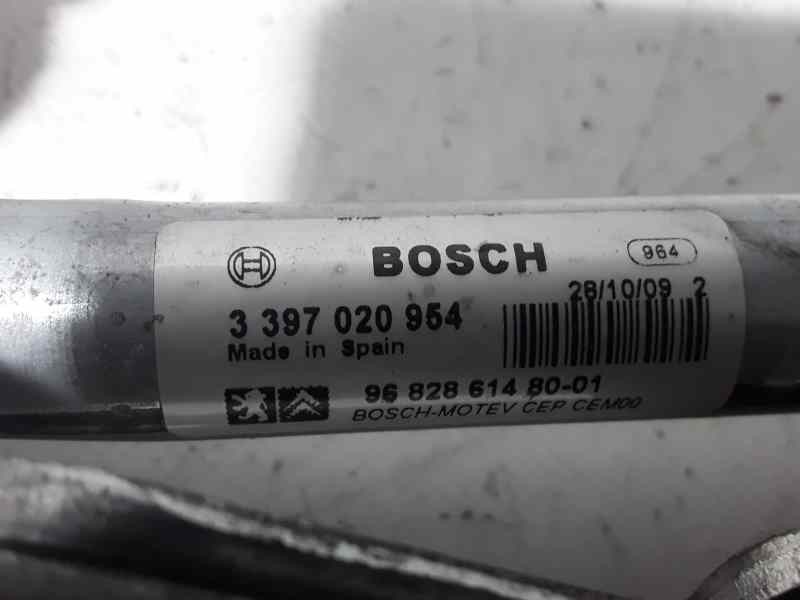 BOSCH
964
28/10/09 2
3 397 020 954
Made in Spain
96 828 614 80-01
BOSCH-MOTEV CEP CEM00